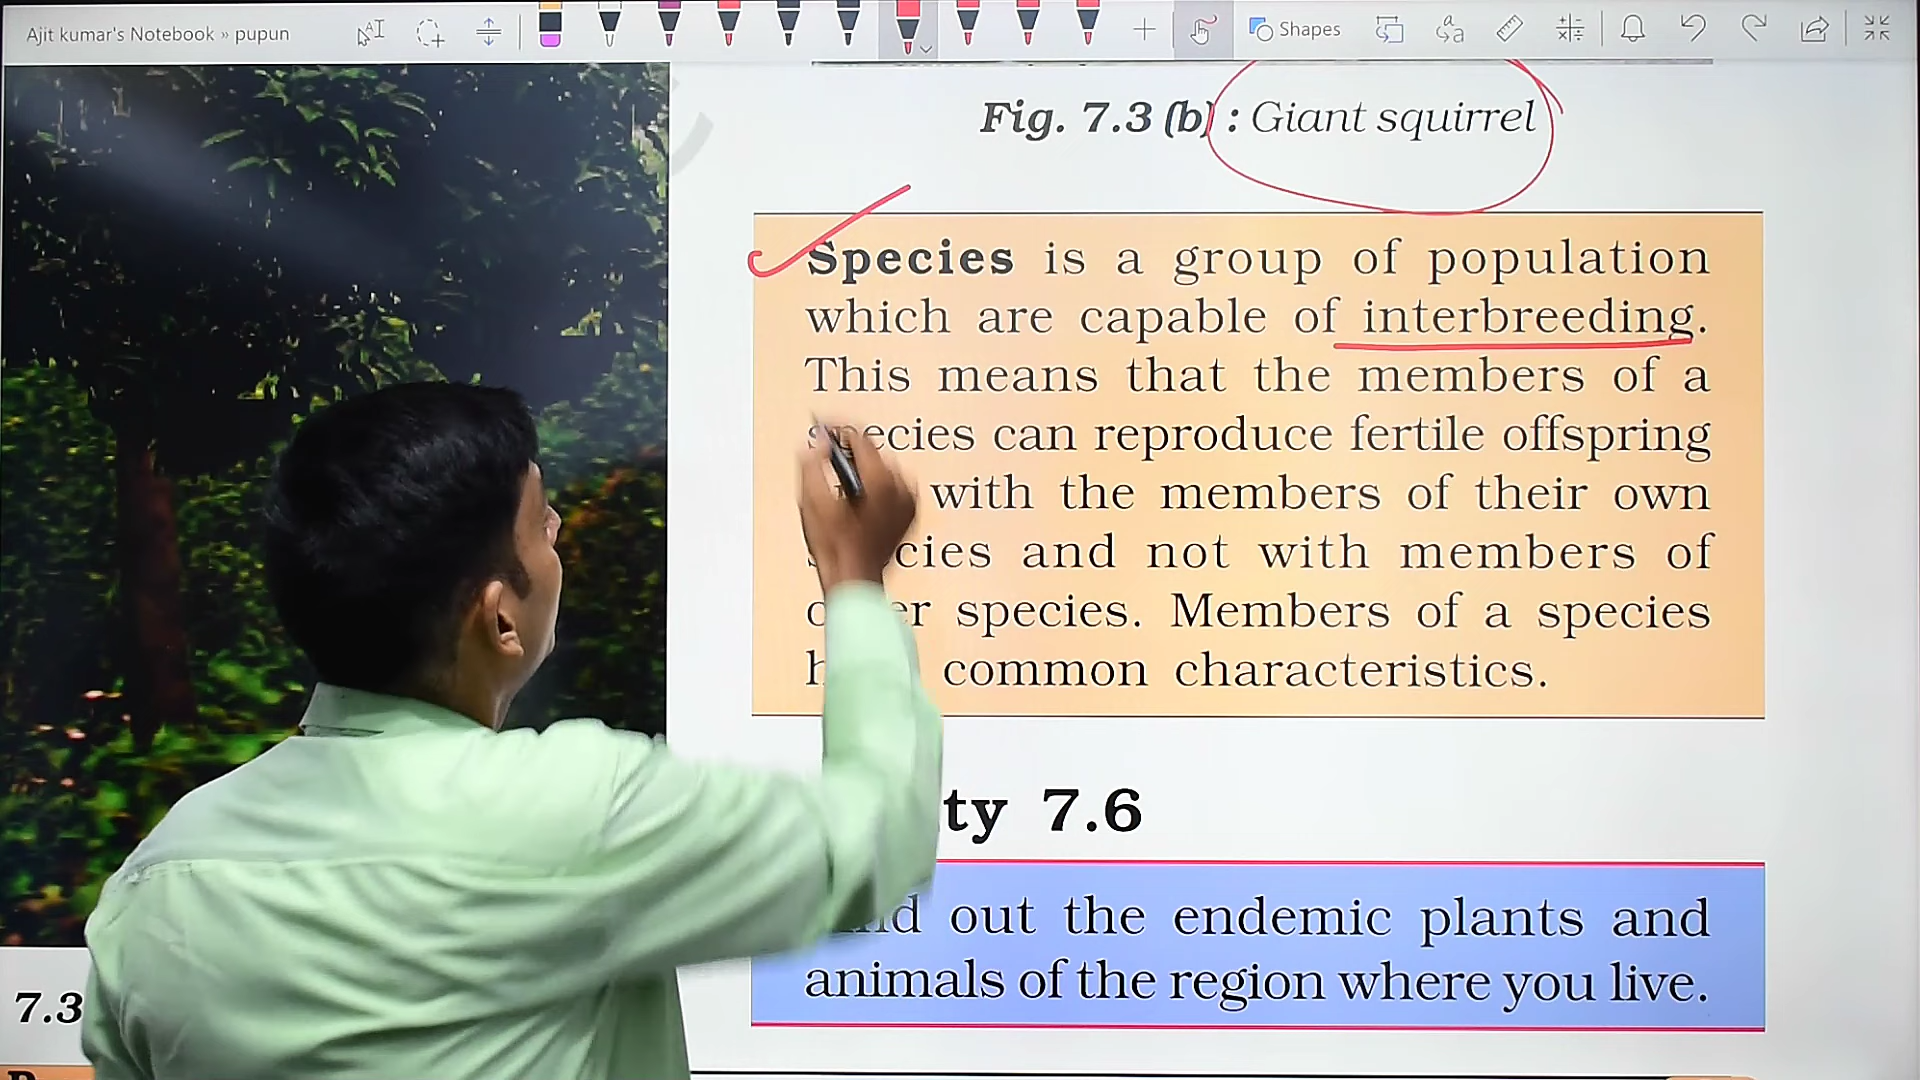 Ajit kumar's Notebook » pupun
Shapes
Fig. 7.3 (b) : Giant squirrel
Species is a group of population
which are capable of interbreeding.
This means that the members of a
species can reproduce fertile offspring
with the members of their own
and not with members of
species. Members of a species
common characteristics.
7.6
out the endemic plants and
animals of the region where you live.
7.3